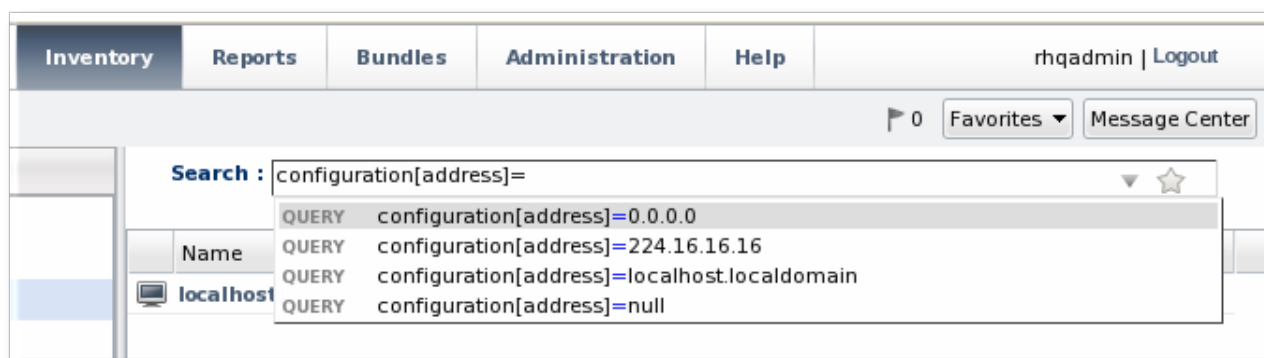 Inventory Reports Bundles Administration Help rhqadmin | Logout
0 Favorites Message Center
Search : configuration[address]=
QUERY configuration[address]=0.0.0.0
QUERY configuration[address]=224.16.16.16
QUERY configuration[address]=localhost.localdomain
QUERY configuration[address]=null
Name
localhost